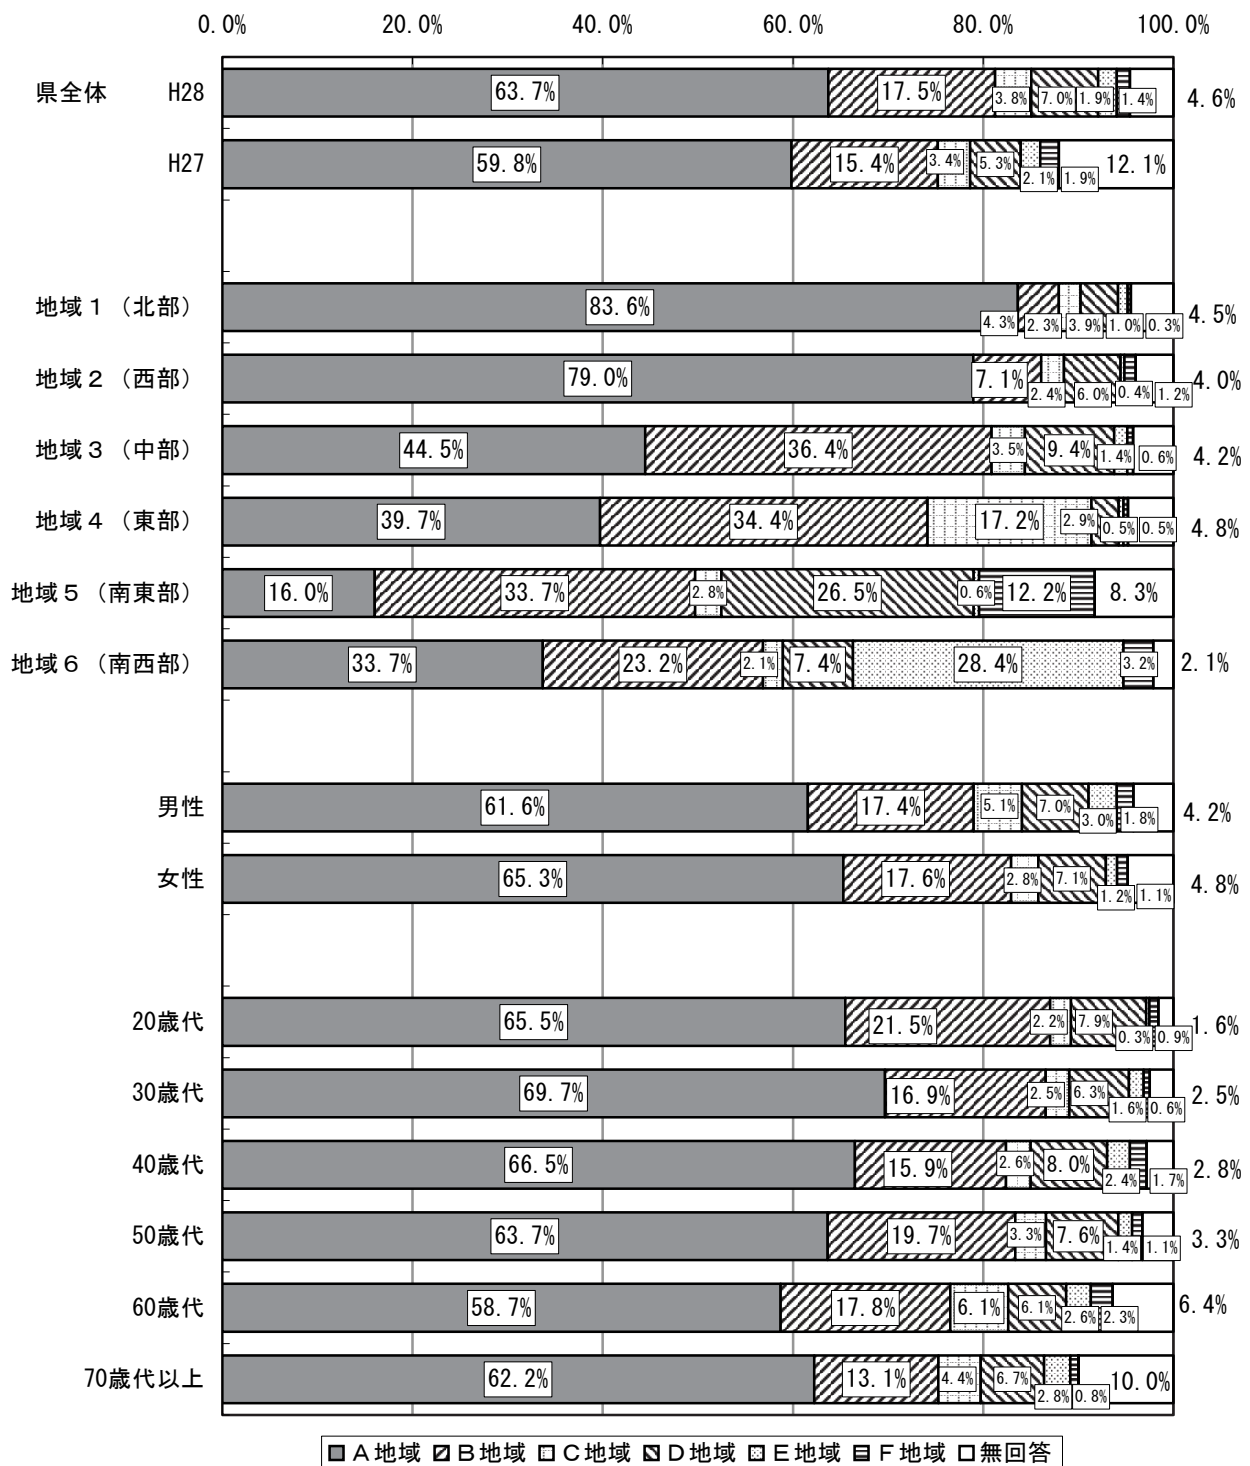 0.0% 20.0% 40.0% 60.0% 80.0% 100.0%
県全体 H28 63.7% 17.5% 3.8% 7.0% 1.9% 1.4% 4.6%
H27 59.8% 15.4% 3.4% 5.3% 2.1% 1.9% 12.1%
地域1（北部） 83.6% 4.3% 2.3% 3.9% 1.0% 0.3% 4.5%
地域2（西部） 79.0% 7.1% 2.4% 6.0% 0.4% 1.2% 4.0%
地域3（中部） 44.5% 36.4% 3.5% 9.4% 1.4% 0.6% 4.2%
地域4（東部） 39.7% 34.4% 17.2% 2.9% 0.5% 0.5% 4.8%
地域5（南東部） 16.0% 33.7% 2.8% 26.5% 0.6% 12.2% 8.3%
地域6（南西部） 33.7% 23.2% 2.1% 7.4% 28.4% 3.2% 2.1%
男性 61.6% 17.4% 5.1% 7.0% 3.0% 1.8% 4.2%
女性 65.3% 17.6% 2.8% 7.1% 1.2% 1.1% 4.8%
20歳代 65.5% 21.5% 2.2% 7.9% 0.3% 0.9% 1.6%
30歳代 69.7% 16.9% 2.5% 6.3% 1.6% 0.6% 2.5%
40歳代 66.5% 15.9% 2.6% 8.0% 2.4% 1.7% 2.8%
50歳代 63.7% 19.7% 3.3% 7.6% 1.4% 1.1% 3.3%
60歳代 58.7% 17.8% 6.1% 6.1% 2.6% 2.3% 6.4%
70歳代以上 62.2% 13.1% 4.4% 6.7% 2.8% 0.8% 10.0%
A地域 B地域 C地域 D地域 E地域 F地域 無回答